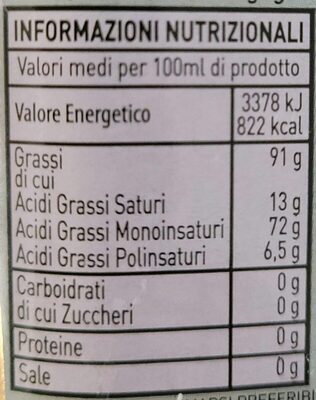 INFORMAZIONI NUTRIZIONALI
Valori medi per 100ml di prodotto
Valore Energetico 3378 kJ
822 kcal
Grassi 91 g
di cui
Acidi Grassi Saturi 13 g
Acidi Grassi Monoinsaturi 72 g
Acidi Grassi Polinsaturi 6,5 g
Carboidrati 0 g
di cui Zuccheri 0 g
Proteine 0 g
Sale 0 g